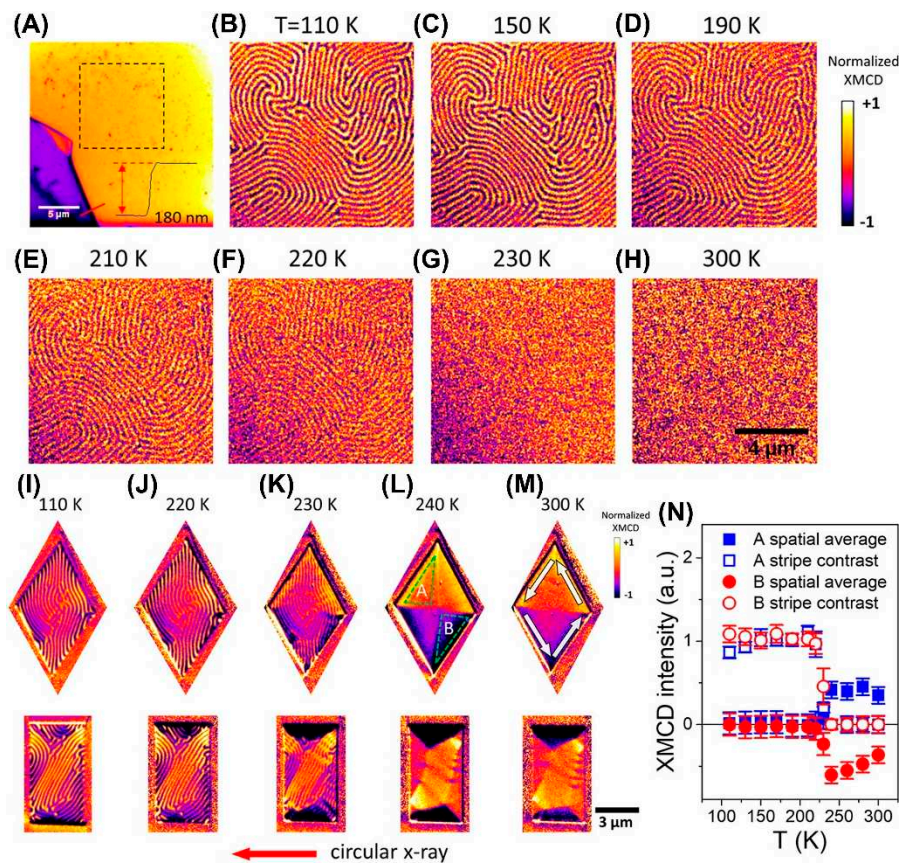 (A)
(B) T=110 K
(C) 150 K
(D) 190 K
Normalized
XMCD
+1
-1
5 μm
180 nm
(E) 210 K
(F) 220 K
(G) 230 K
(H) 300 K
4 μm
(I) 110 K
(J) 220 K
(K) 230 K
(L) 240 K
(M) 300 K
Normalized
XMCD
+1
-1
A
B
3 μm
circular x-ray
(N)
A spatial average
A stripe contrast
B spatial average
B stripe contrast
XMCD intensity (a.u.)
2
1
0
100 150 200 250 300
T (K)